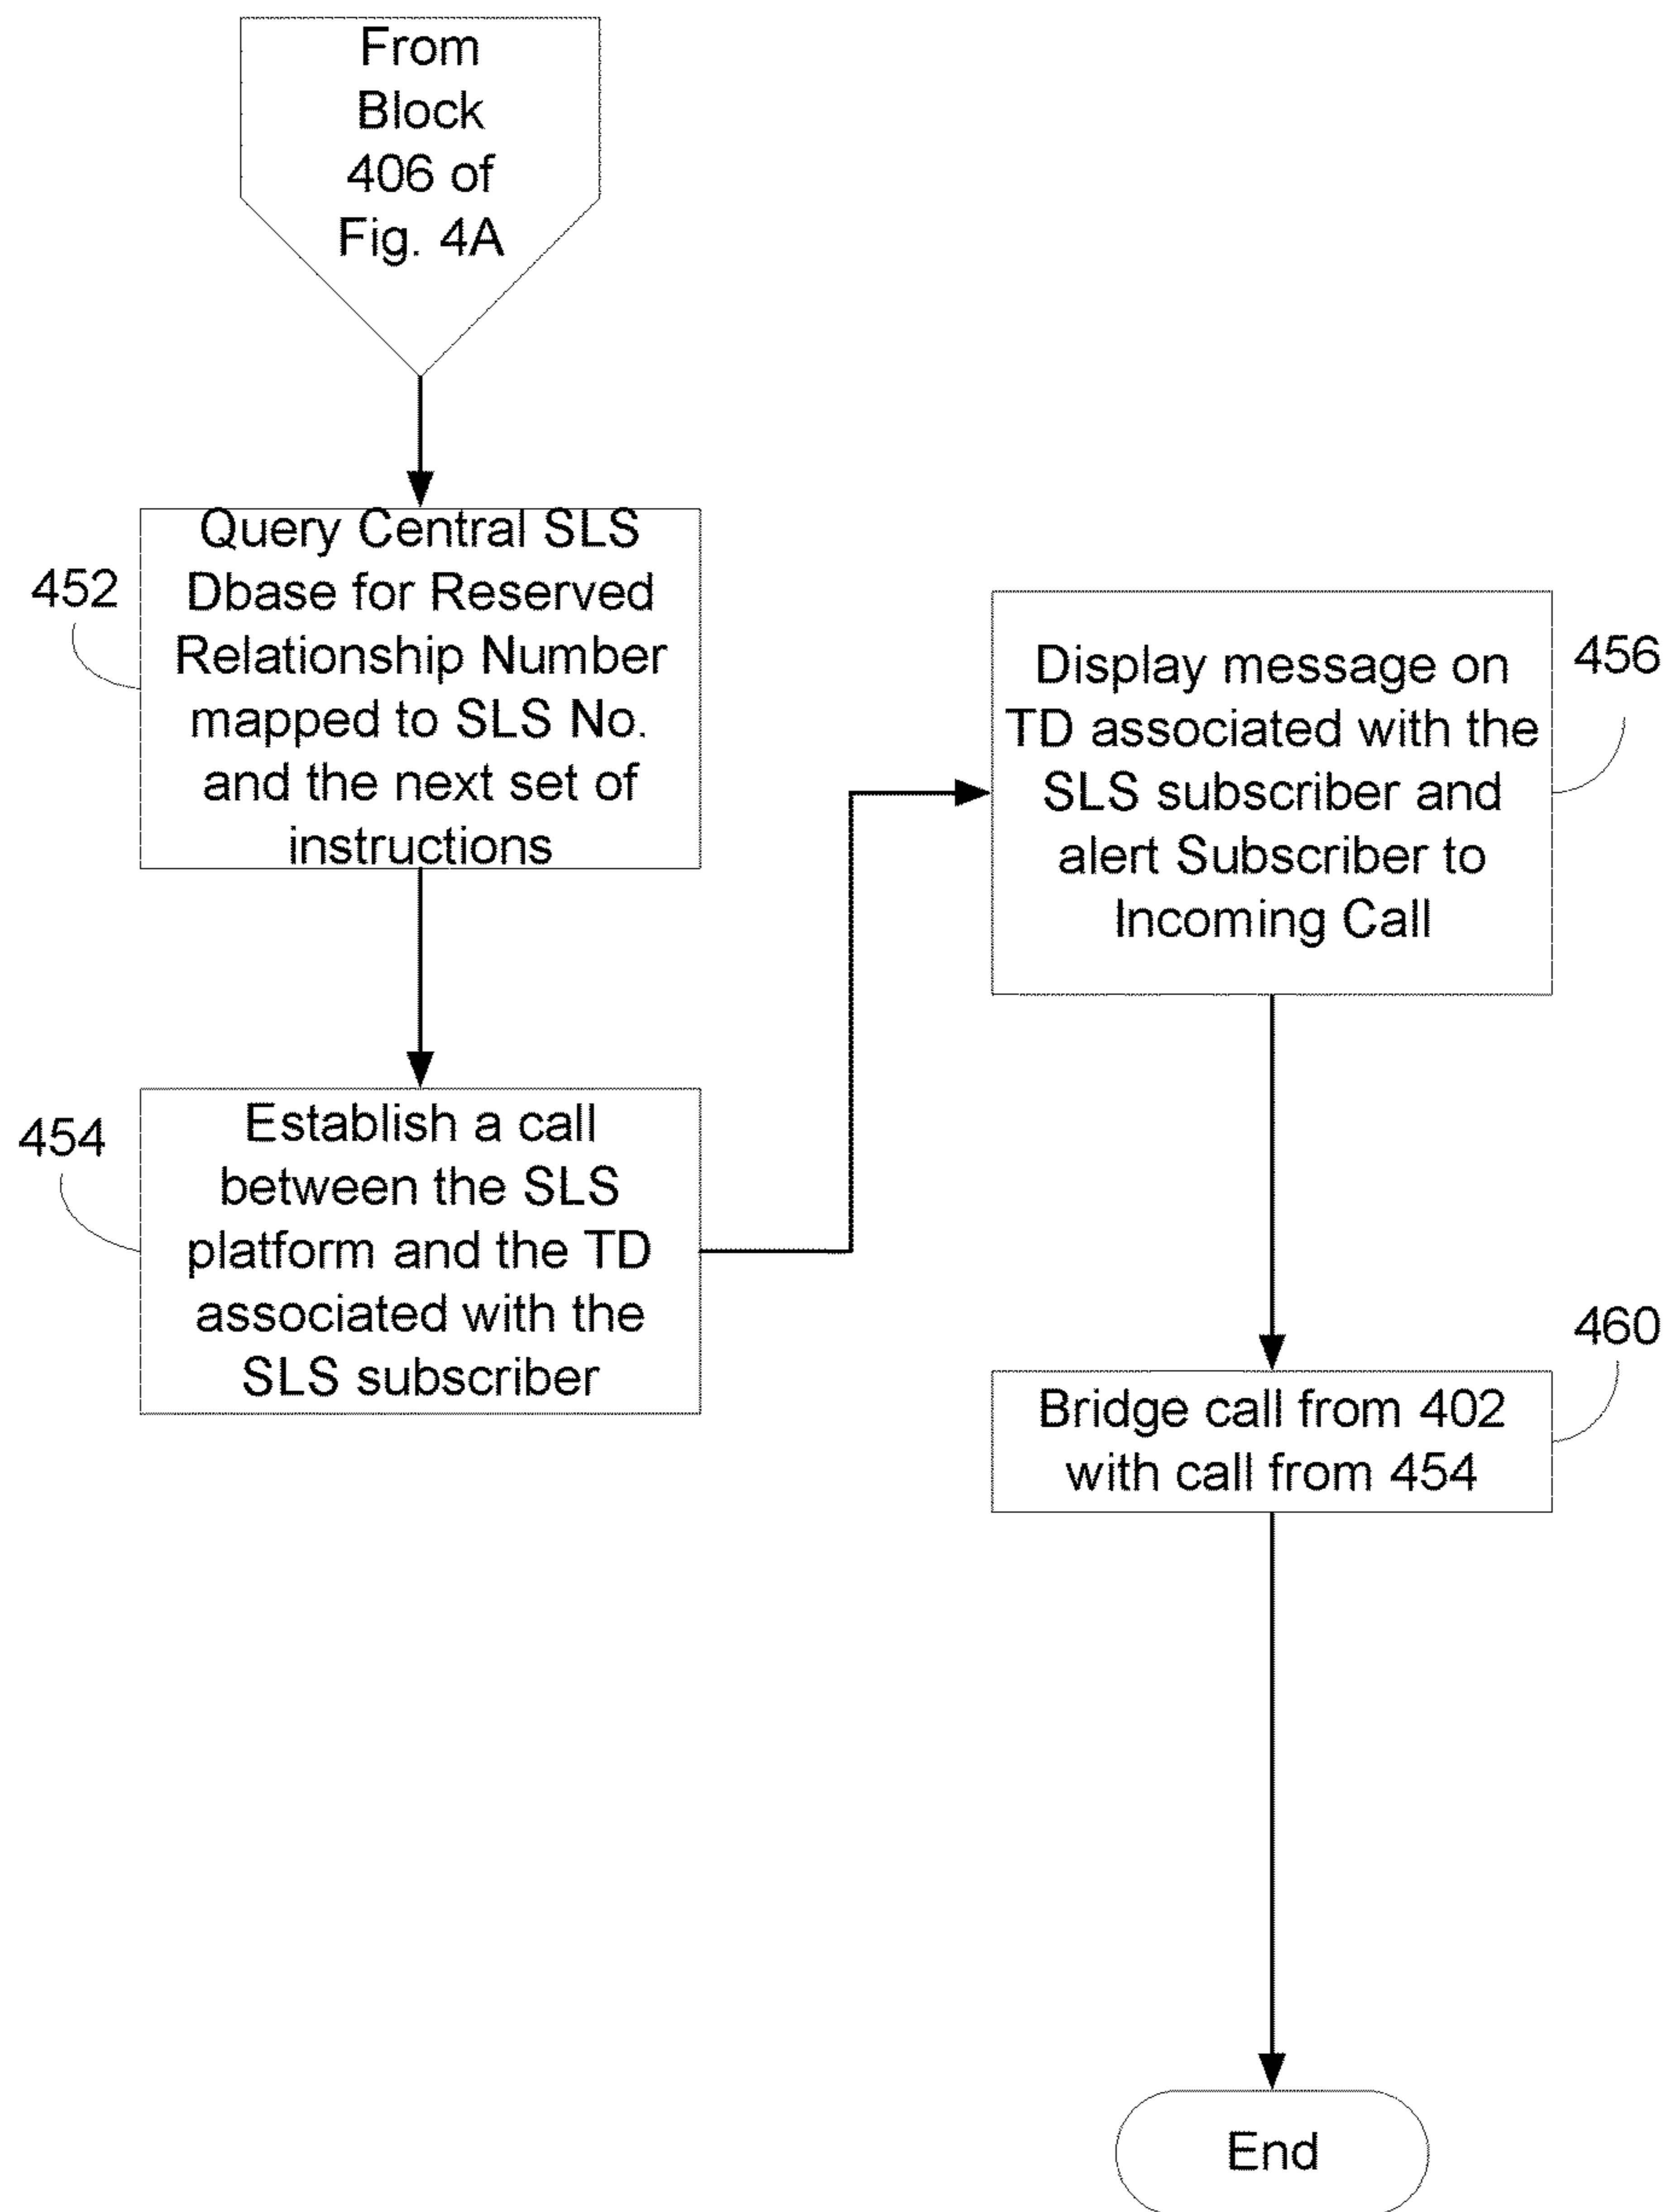 From
Block
406 of
Fig. 4A
452
Query Central SLS
Dbase for Reserved
Relationship Number
mapped to SLS No.
and the next set of
instructions
454
Establish a call
between the SLS
platform and the TD
associated with the
SLS subscriber
456
Display message on
TD associated with the
SLS subscriber and
alert Subscriber to
Incoming Call
460
Bridge call from 402
with call from 454
End